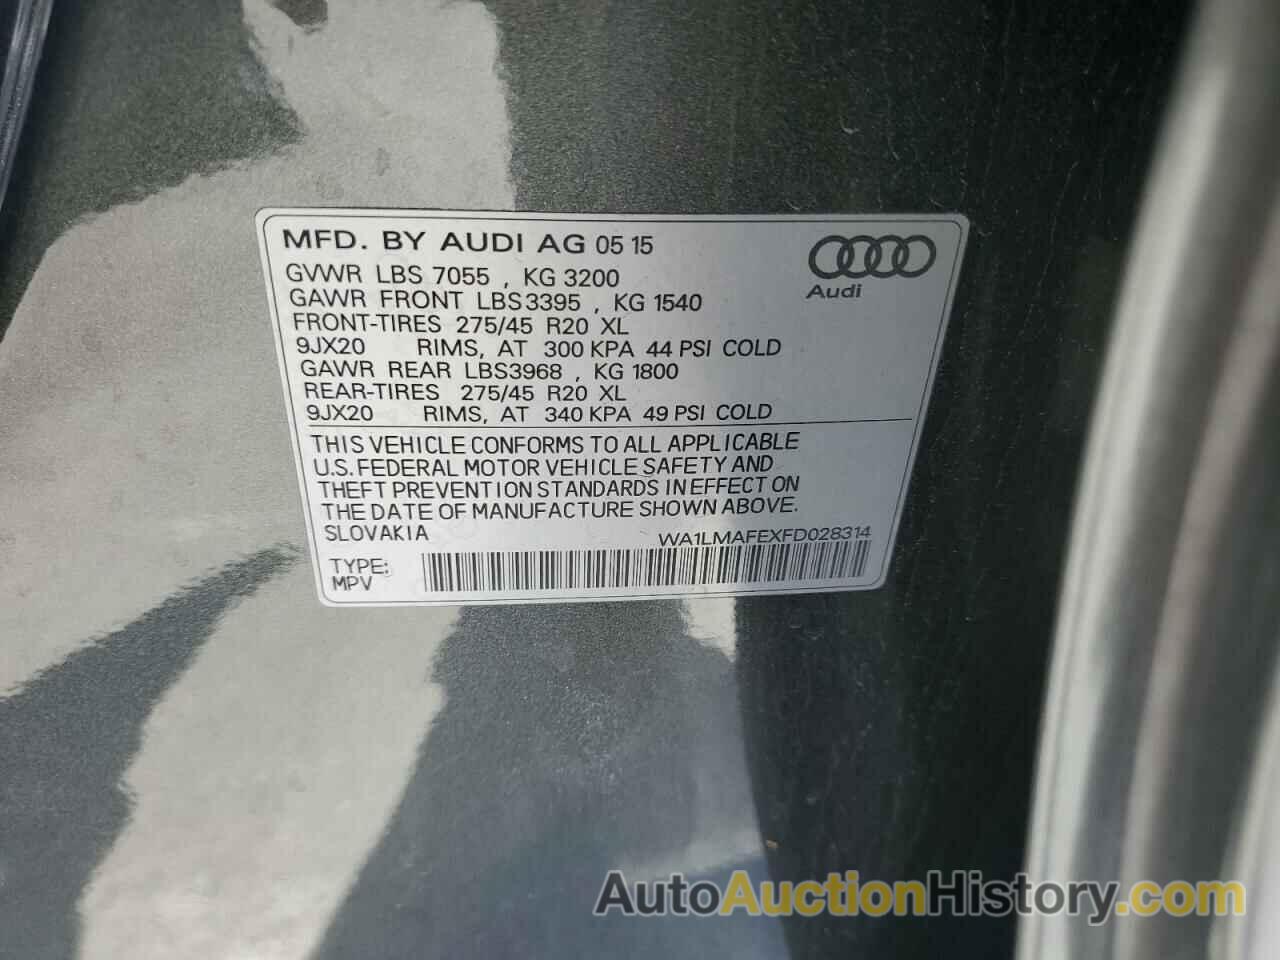 MFD. BY AUDI AG 05 15
GVWR LBS 7055 , KG 3200
GAWR FRONT LBS3395 , KG 1540
FRONT-TIRES 275/45 R20 XL
9JX20 RIMS, AT 300 KPA 44 PSI COLD
GAWR REAR LBS3968 , KG 1800
REAR-TIRES 275/45 R20 XL
9JX20 RIMS, AT 340 KPA 49 PSI COLD
Audi
THIS VEHICLE CONFORMS TO ALL APPLICABLE
U.S. FEDERAL MOTOR VEHICLE SAFETY AND
THEFT PREVENTION STANDARDS IN EFFECT ON
THE DATE OF MANUFACTURE SHOWN ABOVE.
SLOVAKIA WA1LMAFEXFD028314
TYPE:
MPV
AutoAuctionHistory.com